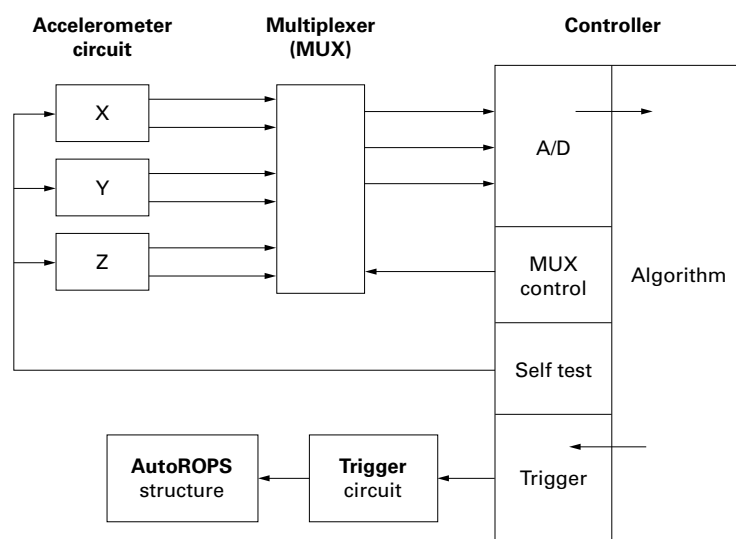 Accelerometer
circuit
Multiplexer
(MUX)
Controller
X
Y
Z
A/D
MUX
control
Algorithm
Self test
AutoROPS
structure
Trigger
circuit
Trigger